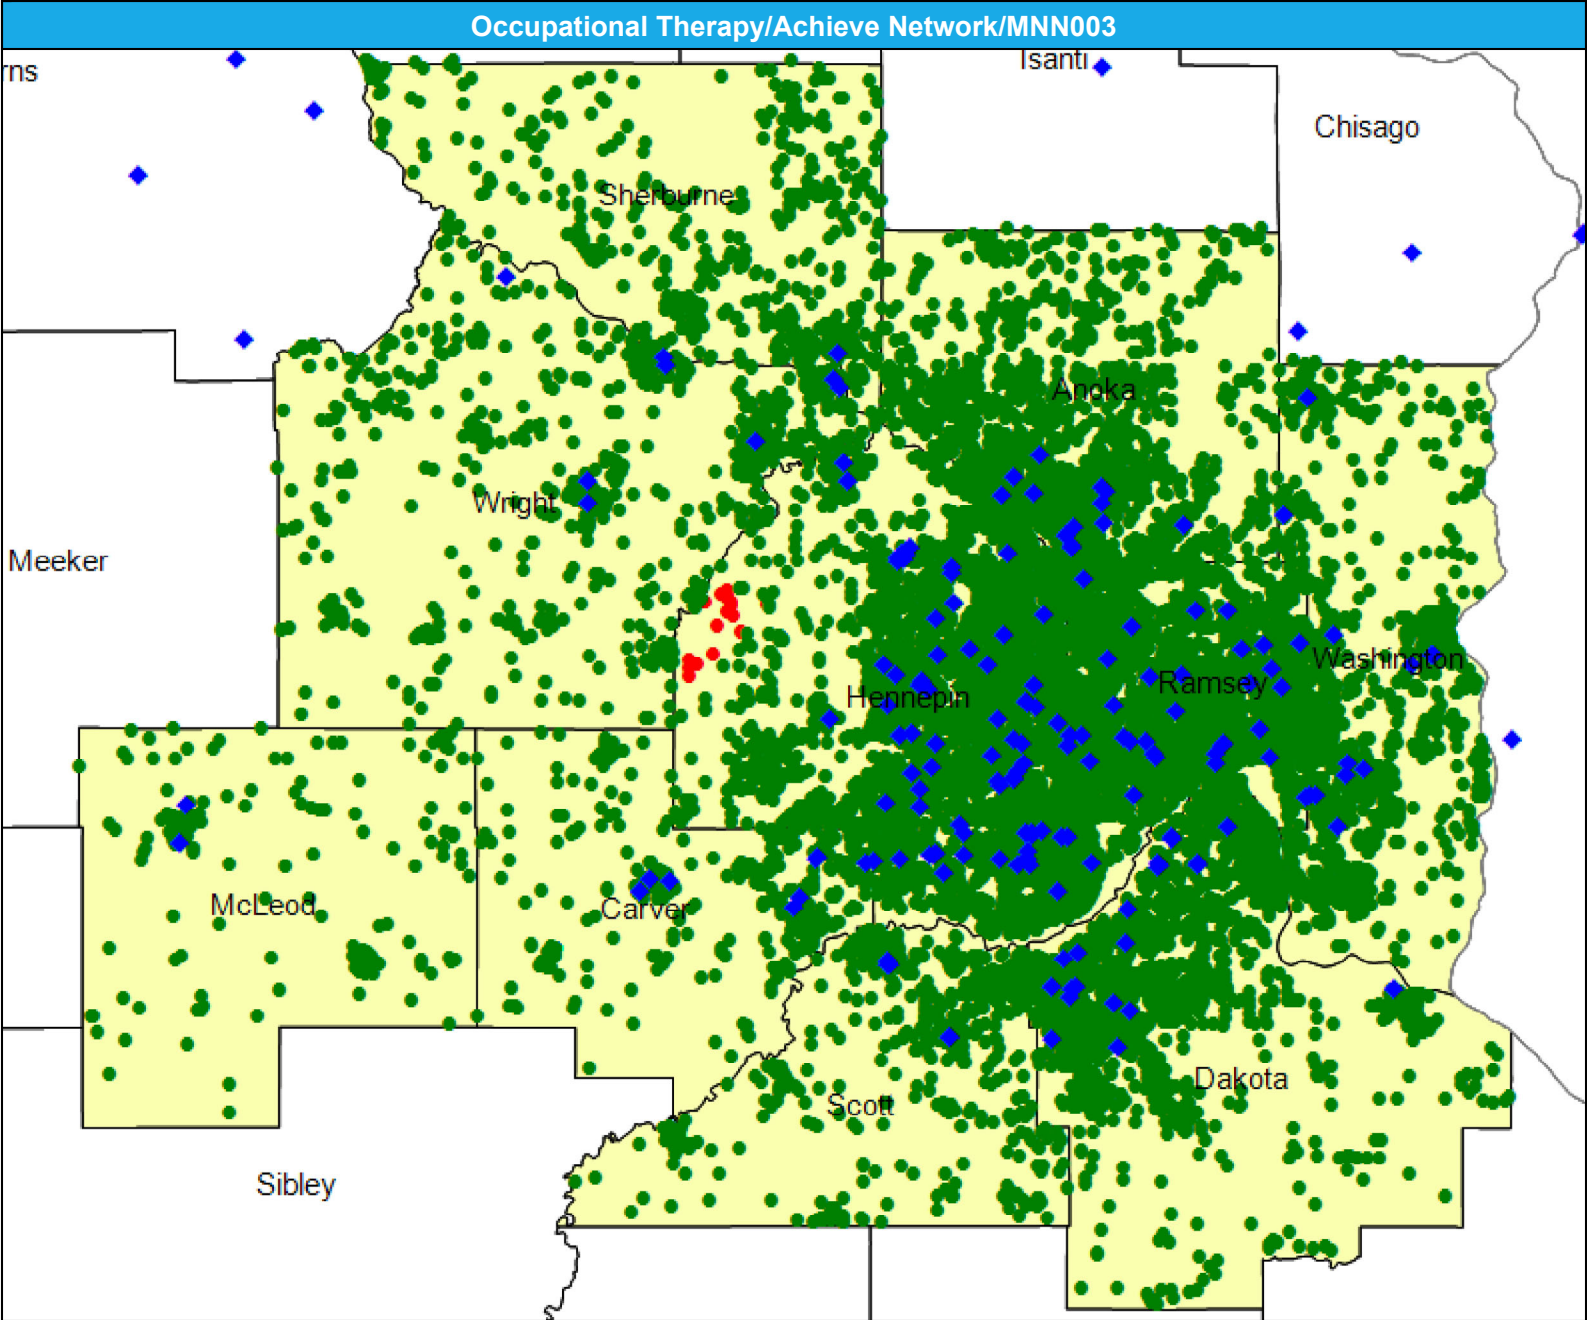 Occupational Therapy/Achieve Network/MNN003
rns
Isanti
Chisago
Sherburne
Anoka
Wright
Meeker
Washington
Ramsey
Hennepin
McLeod
Carver
Dakota
Scott
Sibley